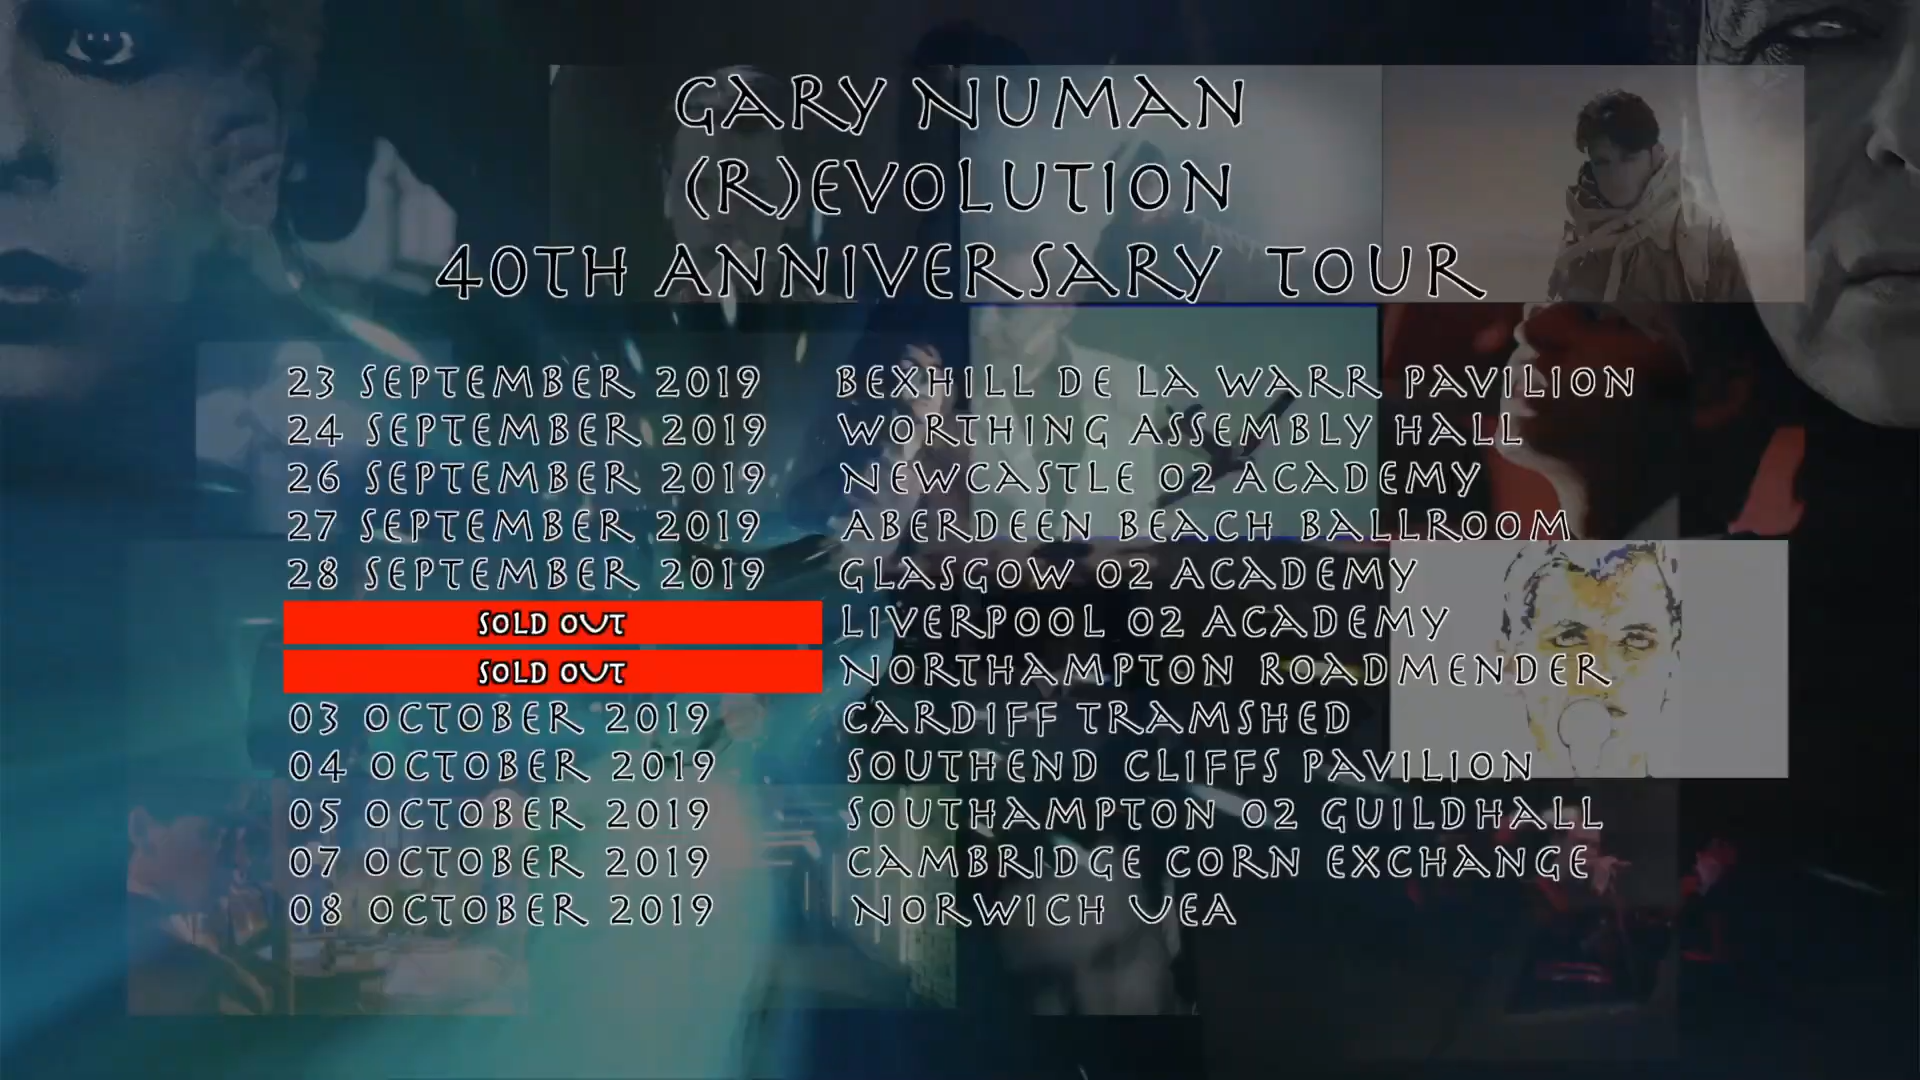 GARY NUMAN
(R)EVOLUTION
40TH ANNIVERSARY TOUR
23 SEPTEMBER 2019 BEXHILL DE LA WARR PAVILION
24 SEPTEMBER 2019 WORTHING ASSEMBLY HALL
26 SEPTEMBER 2019 NEWCASTLE O2 ACADEMY
27 SEPTEMBER 2019 ABERDEEN BEACH BALLROOM
28 SEPTEMBER 2019 GLASGOW O2 ACADEMY
SOLD OUT LIVERPOOL O2 ACADEMY
SOLD OUT NORTHAMPTON ROADMENDER
03 OCTOBER 2019 CARDIFF TRAMSHED
04 OCTOBER 2019 SOUTHEND CLIFFS PAVILION
05 OCTOBER 2019 SOUTHAMPTON O2 GUILDHALL
07 OCTOBER 2019 CAMBRIDGE CORN EXCHANGE
08 OCTOBER 2019 NORWICH UEA